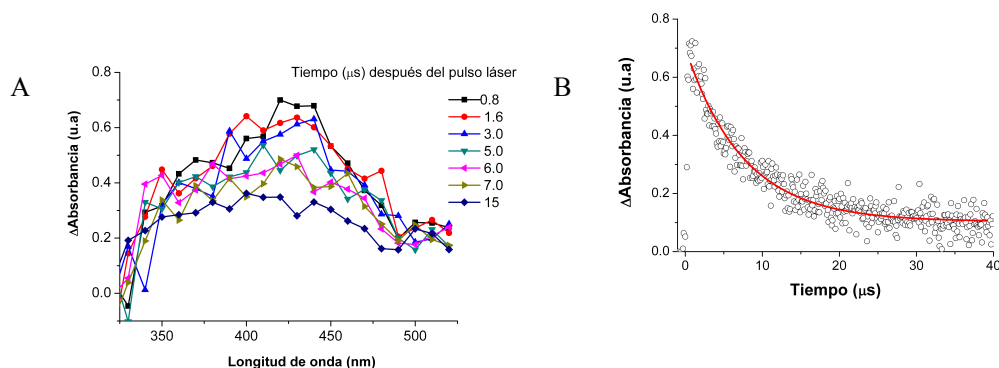 A
Tiempo (μs) después del pulso láser
0.8
1.6
3.0
5.0
6.0
7.0
15
ΔAbsorbancia (u.a)
0.8
0.6
0.4
0.2
0.0
350 400 450 500
Longitud de onda (nm)
B
ΔAbsorbancia (u.a)
0.8
0.6
0.4
0.2
0.0
0 10 20 30 40
Tiempo (μs)